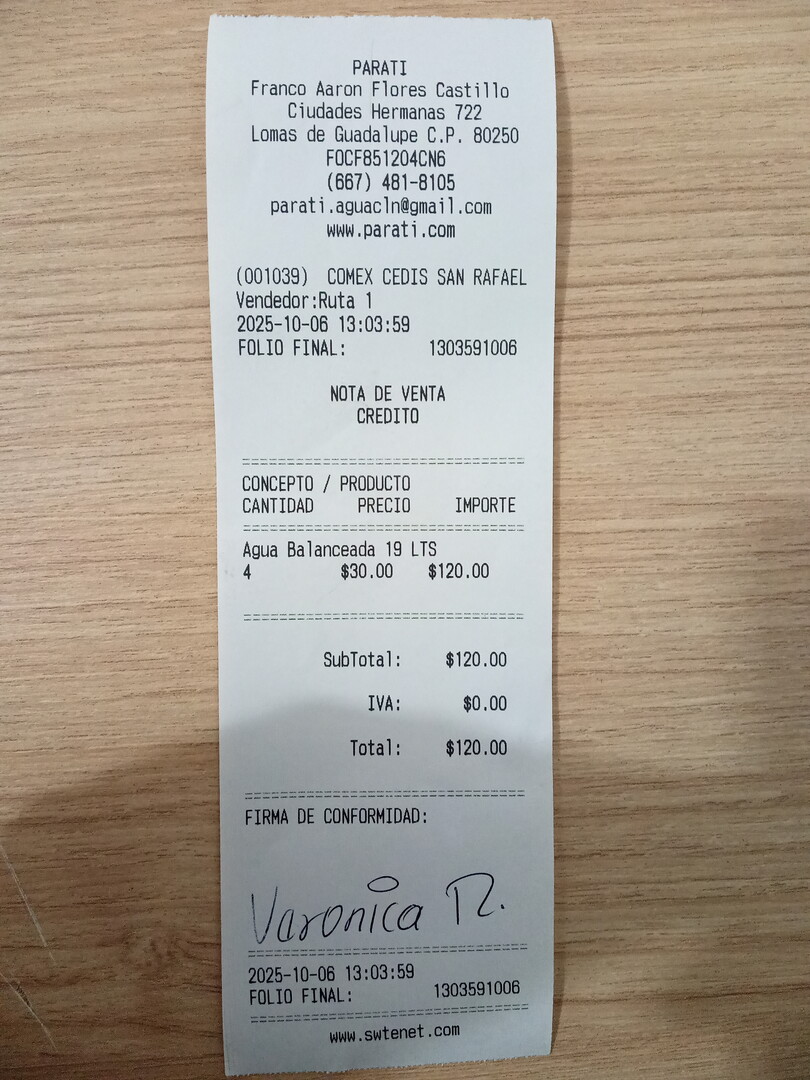 PARATI
Franco Aaron Flores Castillo
Ciudades Hermanas 722
Lomas de Guadalupe C.P. 80250
FOCF851204CN6
(667) 481-8105
parati.aguacln@gmail.com
www.parati.com
(001039) COMEX CEDIS SAN RAFAEL
Vendedor:Ruta 1
2025-10-06 13:03:59
FOLIO FINAL: 1303591006
NOTA DE VENTA
CREDITO
CONCEPTO / PRODUCTO
CANTIDAD PRECIO IMPORTE
Agua Balanceada 19 LTS
4 $30.00 $120.00
SubTotal: $120.00
IVA: $0.00
Total: $120.00
FIRMA DE CONFORMIDAD:
Varonica R.
2025-10-06 13:03:59
FOLIO FINAL: 1303591006
www.swtenet.com